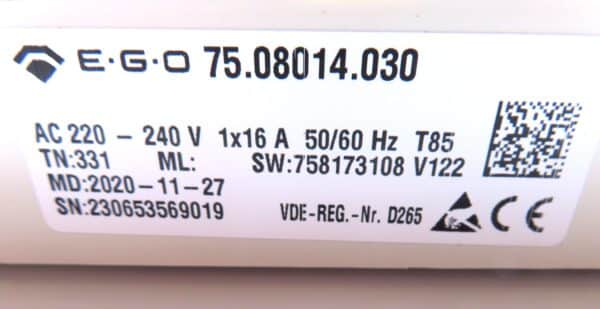 E·G·O 75.08014.030
AC 220 – 240 V 1x16 A 50/60 Hz T85
TN:331 ML: SW:758173108 V122
MD:2020-11-27
SN:230653569019 VDE-REG.-Nr. D265 CE